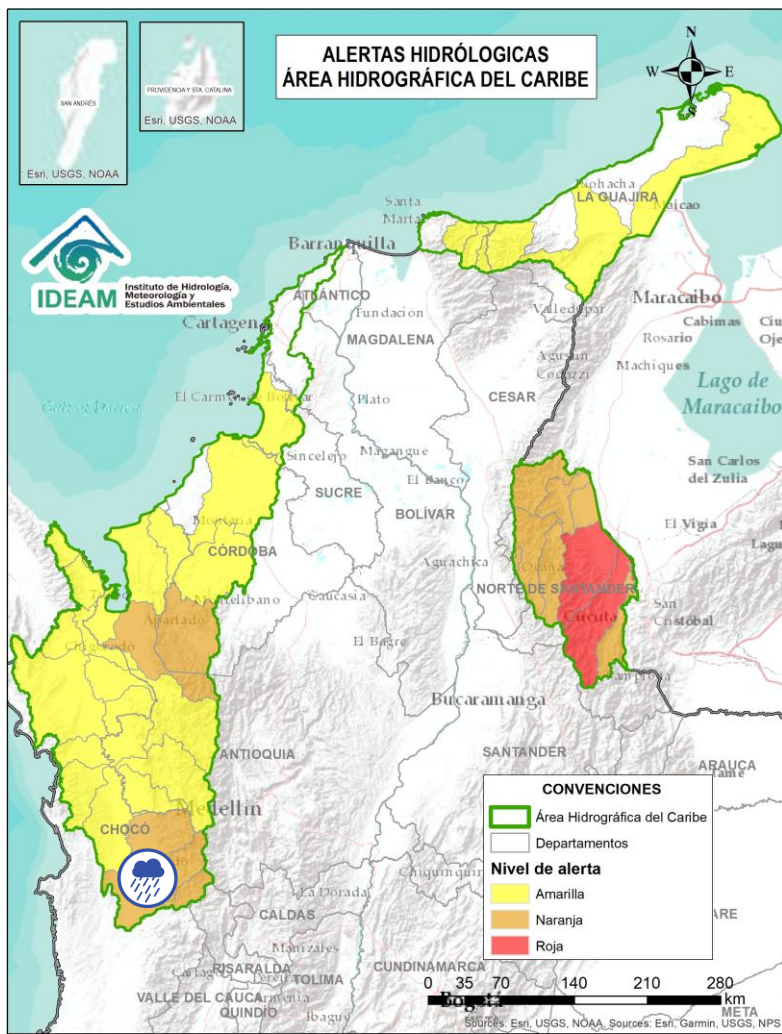 ALERTAS HIDRÓLOGICAS
ÁREA HIDROGRÁFICA DEL CARIBE
N
W E
S
SAN ANDRÉS
Esri, USGS, NOAA
PROVIDENCIA Y STA. CATALINA
Esri, USGS, NOAA
IDEAM
Instituto de Hidrología,
Meteorología y
Estudios Ambientales
Santa
Marta
LA GUAJIRA
Barranquilla
ATLÁNTICO
Maracaibo
Fundación
Valledupar
Cabimas
MAGDALENA
Rosario
Machiques
Agustín
Codazzi
Lago de
Maracaibo
CESAR
El Carmen de Bolívar
Plato
Sincelejo
Magangue
San Carlos
del Zulia
SUCRE
El Banco
BOLÍVAR
El Vigia
Montería
CÓRDOBA
Aguachica
Ocaña
NORTE DE SANTANDER
Montelibano
Caucasia
San
Cristóbal
Cúcuta
Apartado
El Bagre
Pamplona
Bucaramanga
ANTIOQUIA
SANTANDER
ARAUCA
Medellín
CHOCÓ
La Dorada
CALDAS
Manizales
RISARALDA
TOLIMA
CUNDINAMARCA
VALLE DEL CAUCA
Armenia
QUINDÍO
Ibague
Bogotá
META
META
CONVENCIONES
Área Hidrográfica del Caribe
Departamentos
Nivel de alerta
Amarilla
Naranja
Roja
0 35 70 140 210 280
km
Sources: Esri, USGS, NOAA, Sources: Esri, Garmin, USGS, NPS